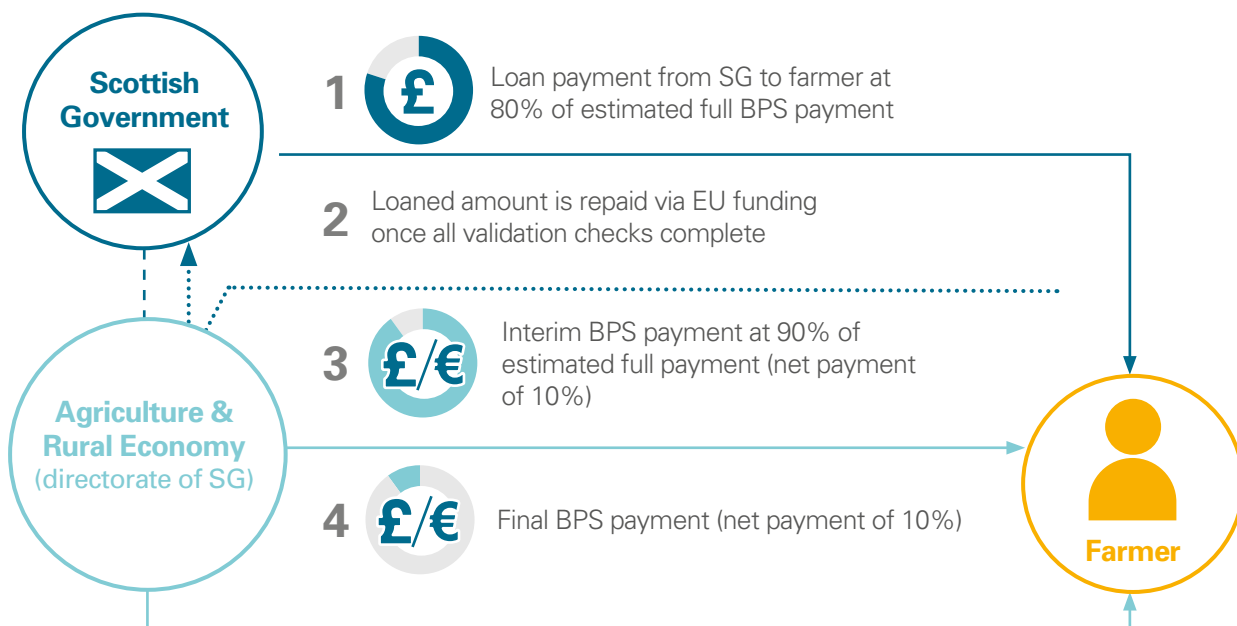 Scottish
Government
1
£
Loan payment from SG to farmer at
80% of estimated full BPS payment
2
Loaned amount is repaid via EU funding
once all validation checks complete
3
£/€
Interim BPS payment at 90% of
estimated full payment (net payment
of 10%)
Agriculture &
Rural Economy
(directorate of SG)
4
£/€
Final BPS payment (net payment of 10%)
Farmer